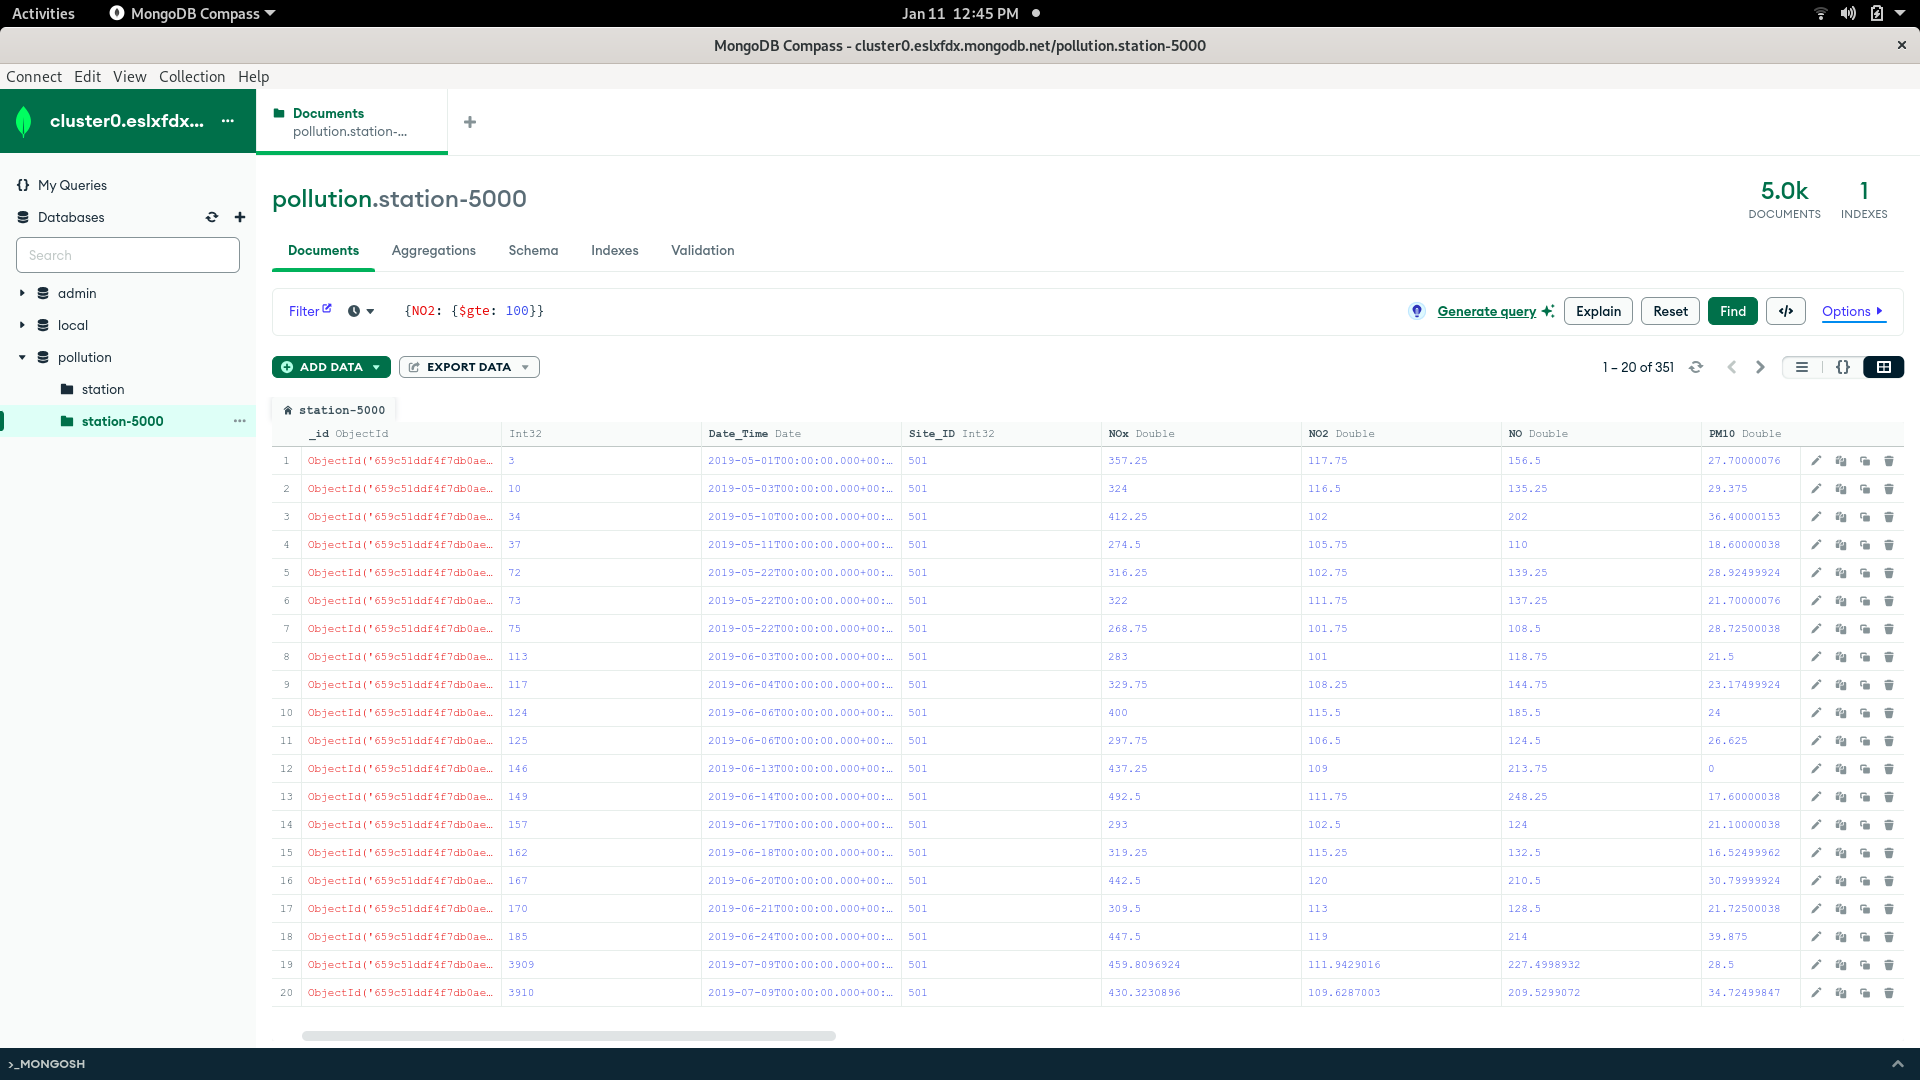 Activities MongoDB Compass Jan 11 12:45 PM
MongoDB Compass - cluster0.eslxfdx.mongodb.net/pollution.station-5000
Connect Edit View Collection Help
cluster0.eslxfdx...
Documents
pollution.station-...
My Queries
Databases
Search
admin
local
pollution
station
station-5000
pollution.station-5000
5.0k
DOCUMENTS
1
INDEXES
Documents Aggregations Schema Indexes Validation
Filter {NO2: {$gte: 100}} Generate query Explain Reset Find </> Options
ADD DATA EXPORT DATA 1 – 20 of 351 {}
station-5000
_id ObjectId Int32 Date_Time Date Site_ID Int32 NOx Double NO2 Double NO Double PM10 Double
1 ObjectId('659c51ddf4f7db0ae… 3 2019-05-01T00:00:00.000+00:… 501 357.25 117.75 156.5 27.70000076
2 ObjectId('659c51ddf4f7db0ae… 10 2019-05-03T00:00:00.000+00:… 501 324 116.5 135.25 29.375
3 ObjectId('659c51ddf4f7db0ae… 34 2019-05-10T00:00:00.000+00:… 501 412.25 102 202 36.40000153
4 ObjectId('659c51ddf4f7db0ae… 37 2019-05-11T00:00:00.000+00:… 501 274.5 105.75 110 18.60000038
5 ObjectId('659c51ddf4f7db0ae… 72 2019-05-22T00:00:00.000+00:… 501 316.25 102.75 139.25 28.92499924
6 ObjectId('659c51ddf4f7db0ae… 73 2019-05-22T00:00:00.000+00:… 501 322 111.75 137.25 21.70000076
7 ObjectId('659c51ddf4f7db0ae… 75 2019-05-22T00:00:00.000+00:… 501 268.75 101.75 108.5 28.72500038
8 ObjectId('659c51ddf4f7db0ae… 113 2019-06-03T00:00:00.000+00:… 501 283 101 118.75 21.5
9 ObjectId('659c51ddf4f7db0ae… 117 2019-06-04T00:00:00.000+00:… 501 329.75 108.25 144.75 23.17499924
10 ObjectId('659c51ddf4f7db0ae… 124 2019-06-06T00:00:00.000+00:… 501 400 115.5 185.5 24
11 ObjectId('659c51ddf4f7db0ae… 125 2019-06-06T00:00:00.000+00:… 501 297.75 106.5 124.5 26.625
12 ObjectId('659c51ddf4f7db0ae… 146 2019-06-13T00:00:00.000+00:… 501 437.25 109 213.75 0
13 ObjectId('659c51ddf4f7db0ae… 149 2019-06-14T00:00:00.000+00:… 501 492.5 111.75 248.25 17.60000038
14 ObjectId('659c51ddf4f7db0ae… 157 2019-06-17T00:00:00.000+00:… 501 293 102.5 124 21.10000038
15 ObjectId('659c51ddf4f7db0ae… 162 2019-06-18T00:00:00.000+00:… 501 319.25 115.25 132.5 16.52499962
16 ObjectId('659c51ddf4f7db0ae… 167 2019-06-20T00:00:00.000+00:… 501 442.5 120 210.5 30.79999924
17 ObjectId('659c51ddf4f7db0ae… 170 2019-06-21T00:00:00.000+00:… 501 309.5 113 128.5 21.72500038
18 ObjectId('659c51ddf4f7db0ae… 185 2019-06-24T00:00:00.000+00:… 501 447.5 119 214 39.875
19 ObjectId('659c51ddf4f7db0ae… 3909 2019-07-09T00:00:00.000+00:… 501 459.8096924 111.9429016 227.4998932 28.5
20 ObjectId('659c51ddf4f7db0ae… 3910 2019-07-09T00:00:00.000+00:… 501 430.3230896 109.6287003 209.5299072 34.72499847
>_MONGOSH